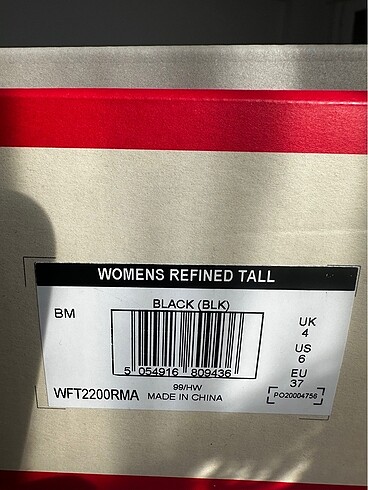 WOMENS REFINED TALL
BM
BLACK (BLK)
5 054916 809436
UK
4
US
6
EU
37
99/HW
WFT2200RMA
MADE IN CHINA
PO20004756